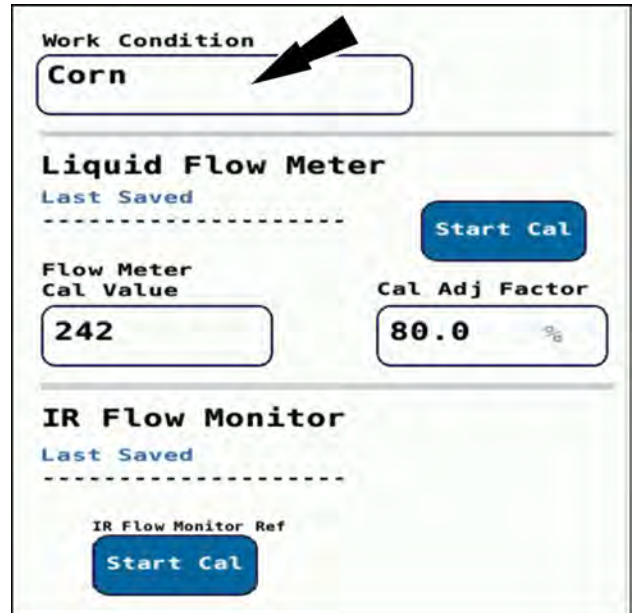 Work Condition
Corn
Liquid Flow Meter
Last Saved
--------------------
Start Cal
Flow Meter
Cal Value
Cal Adj Factor
242
80.0 %
IR Flow Monitor
Last Saved
--------------------
IR Flow Monitor Ref
Start Cal